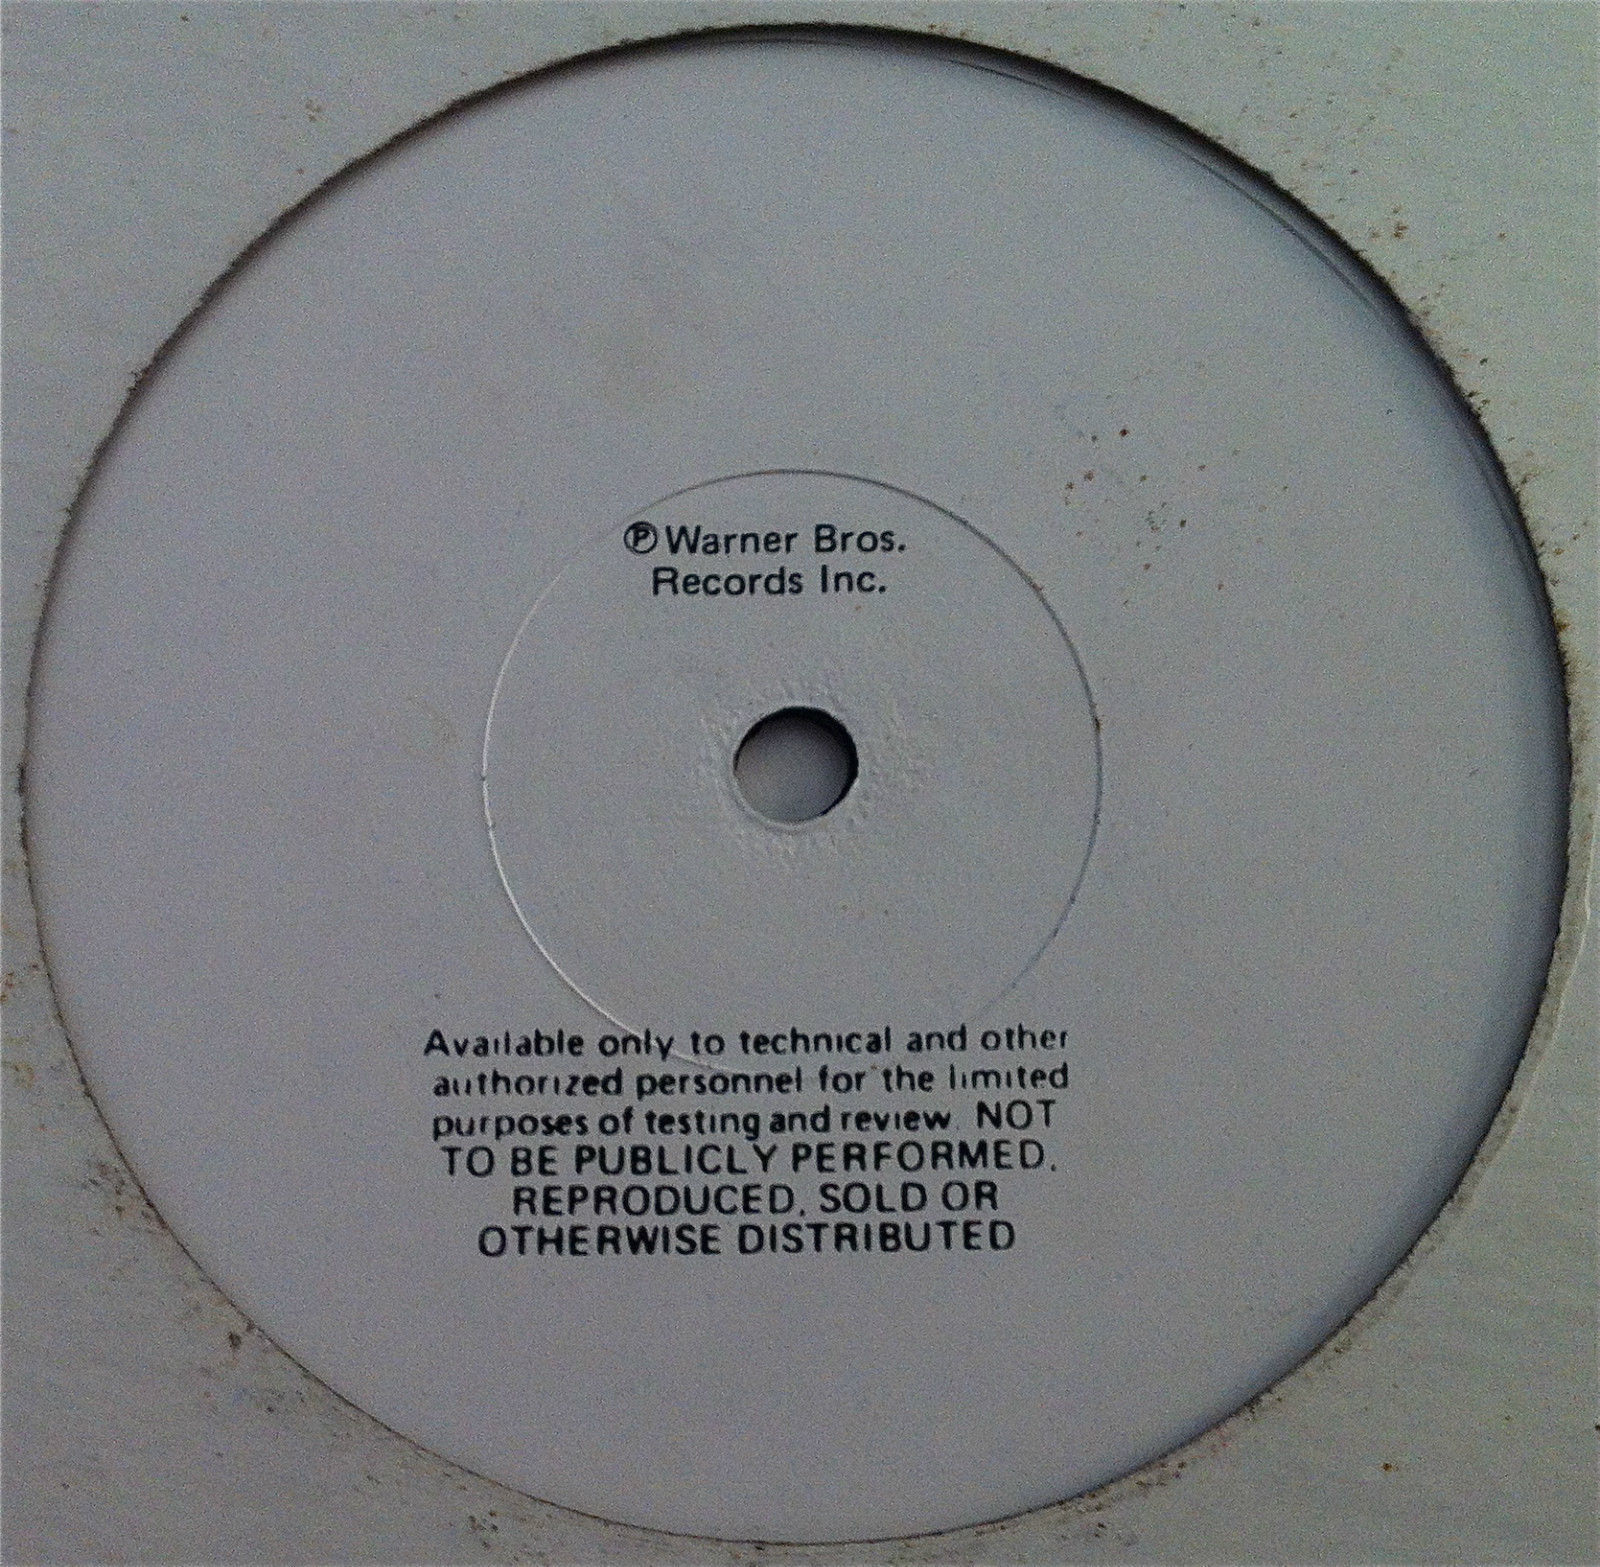 ℗ Warner Bros.
Records Inc.
Available only to technical and other
authorized personnel for the limited
purposes of testing and review. NOT
TO BE PUBLICLY PERFORMED,
REPRODUCED, SOLD OR
OTHERWISE DISTRIBUTED